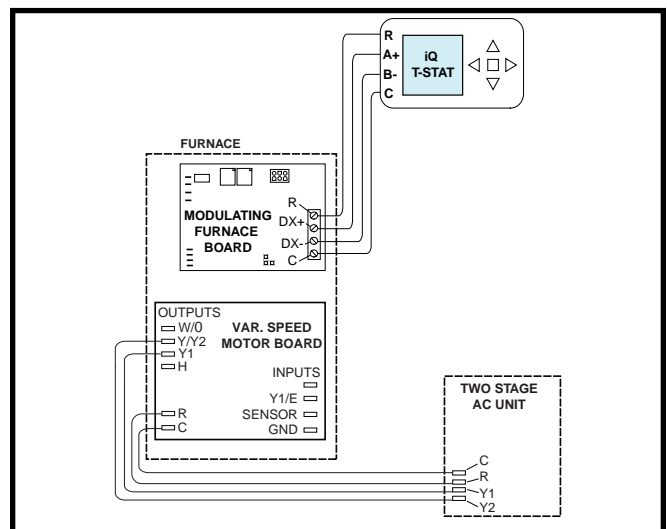 R
A+
B-
C
iQ
T-STAT
FURNACE
MODULATING
FURNACE
BOARD
R
DX+
DX-
C
OUTPUTS
W/0
Y/Y2
Y1
H
R
C
VAR. SPEED
MOTOR BOARD
INPUTS
Y1/E
SENSOR
GND
TWO STAGE
AC UNIT
C
R
Y1
Y2